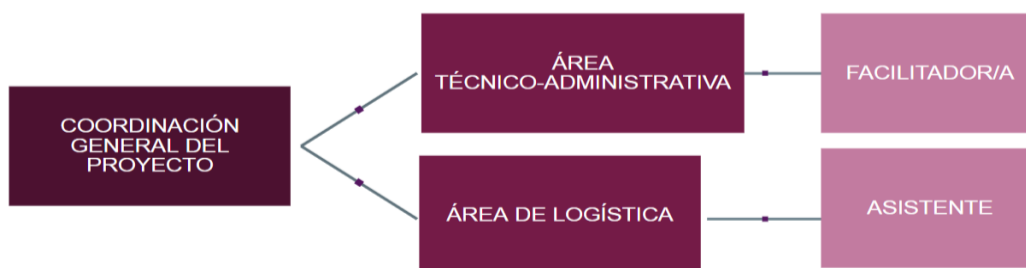 COORDINACIÓN
GENERAL DEL
PROYECTO
ÁREA
TÉCNICO-ADMINISTRATIVA
FACILITADOR/A
ÁREA DE LOGÍSTICA
ASISTENTE